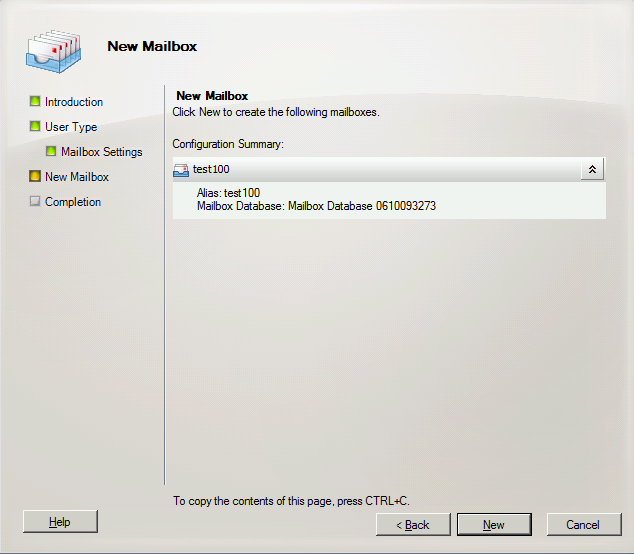 New Mailbox
Introduction
User Type
Mailbox Settings
New Mailbox
Completion
New Mailbox
Click New to create the following mailboxes.
Configuration Summary:
test100
Alias: test100
Mailbox Database: Mailbox Database 0610093273
To copy the contents of this page, press CTRL+C.
Help
< Back
New
Cancel